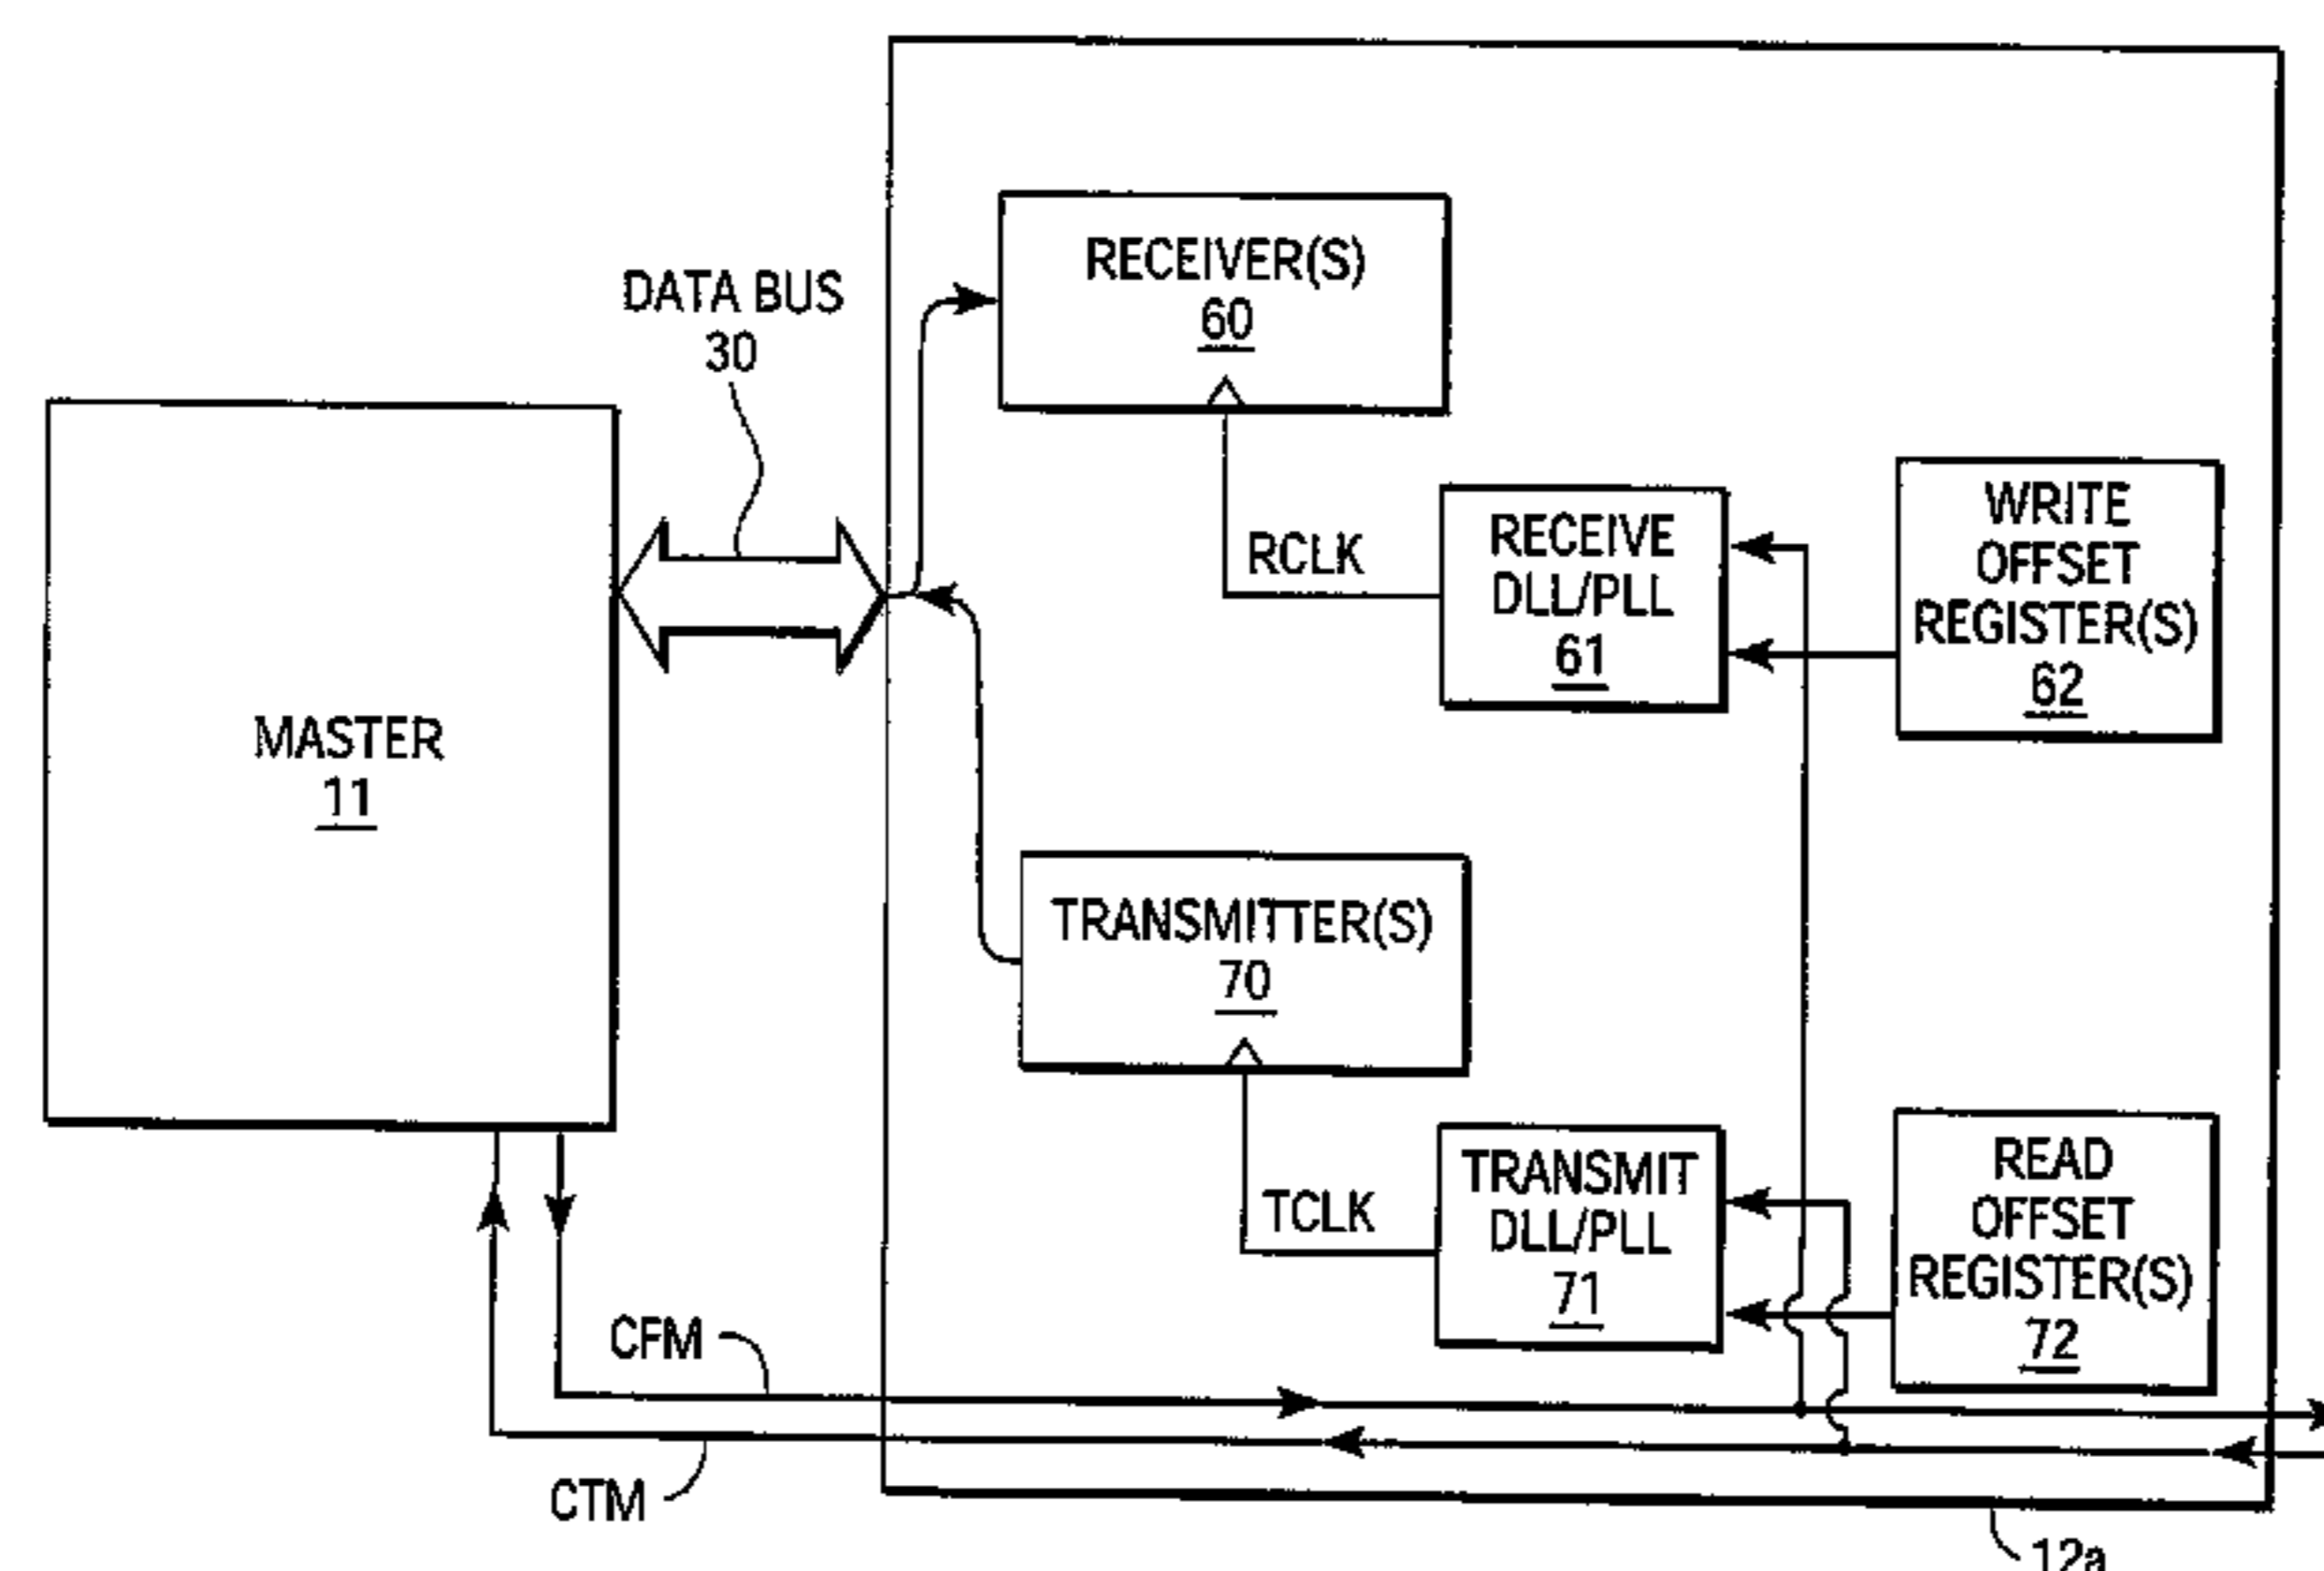 RECEIVER(S)
60
DATA BUS
30
WRITE
OFFSET
REGISTER(S)
62
RECEIVE
DLL/PLL
61
RCLK
MASTER
11
TRANSMITTER(S)
70
READ
OFFSET
REGISTER(S)
72
TRANSMIT
DLL/PLL
71
TCLK
CFM
CTM
12a